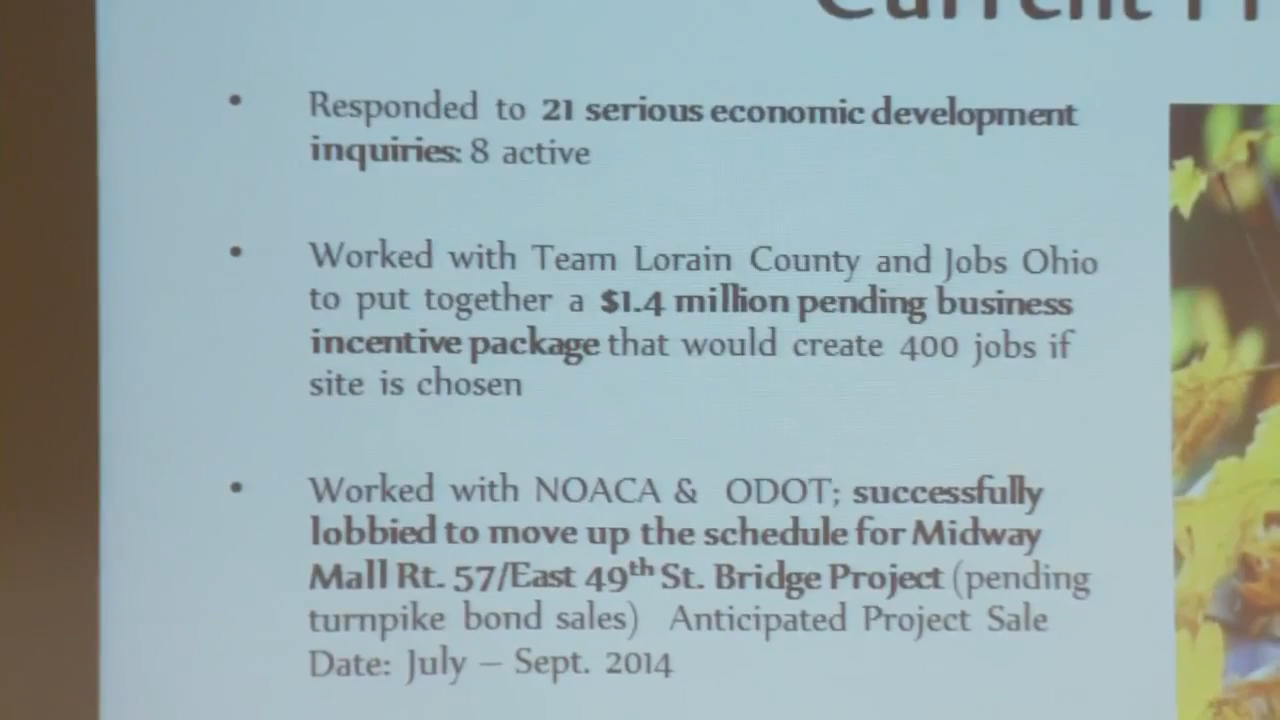 Current
• Responded to 21 serious economic development
inquiries: 8 active
• Worked with Team Lorain County and Jobs Ohio
to put together a $1.4 million pending business
incentive package that would create 400 jobs if
site is chosen
• Worked with NOACA & ODOT; successfully
lobbied to move up the schedule for Midway
Mall Rt. 57/East 49th St. Bridge Project (pending
turnpike bond sales) Anticipated Project Sale
Date: July – Sept. 2014